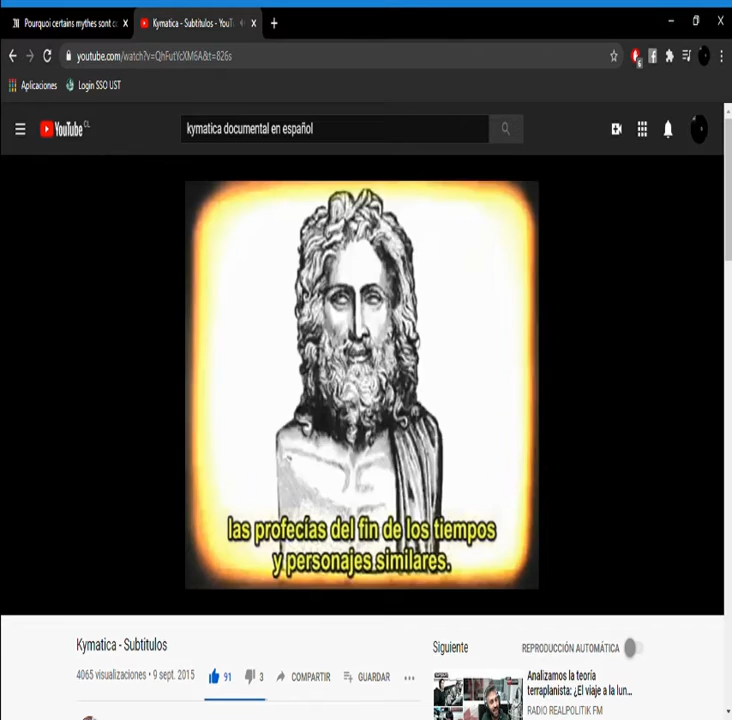 Pourquoi certains mythes sont c
Kymatica - Subtitulos - YouT
youtube.com/watch?v=QhFutYcXM6A&t=826s
Aplicaciones
Login SSO UST
YouTube CL
kymatica documental en español
las profecías del fin de los tiempos
y personajes similares.
Kymatica - Subtitulos
4065 visualizaciones • 9 sept. 2015
91
3
COMPARTIR
GUARDAR
Siguiente
REPRODUCCIÓN AUTOMÁTICA
Analizamos la teoría
terraplanista: ¿El viaje a la lun...
RADIO REALPOLITIK FM